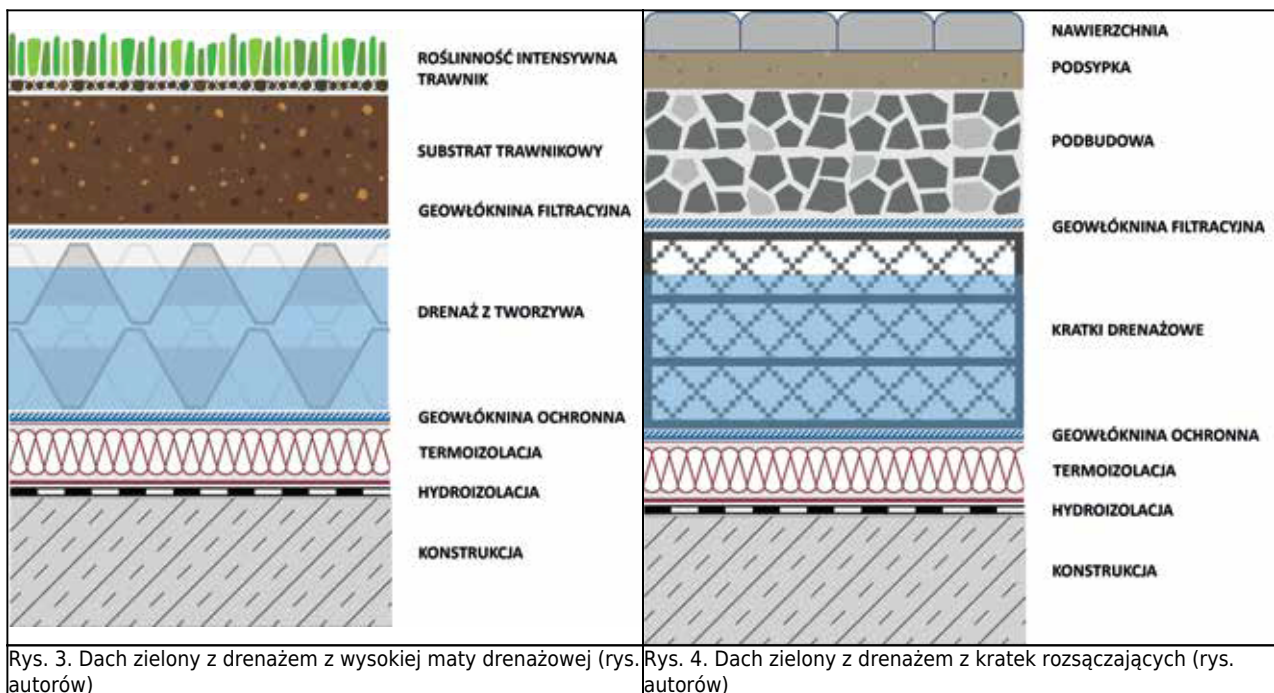 ROŚLINNOŚĆ INTENSYWNA
TRAWNIK
SUBSTRAT TRAWNIKOWY
GEOWŁÓKNINA FILTRACYJNA
DRENAŻ Z TWORZYWA
GEOWŁÓKNINA OCHRONNA
TERMOIZOLACJA
HYDROIZOLACJA
KONSTRUKCJA
Rys. 3. Dach zielony z drenażem z wysokiej maty drenażowej (rys.
autorów)
NAWIERZCHNIA
PODSYPKA
PODBUDOWA
GEOWŁÓKNINA FILTRACYJNA
KRATKI DRENAŻOWE
GEOWŁÓKNINA OCHRONNA
TERMOIZOLACJA
HYDROIZOLACJA
KONSTRUKCJA
Rys. 4. Dach zielony z drenażem z kratek rozsączających (rys.
autorów)